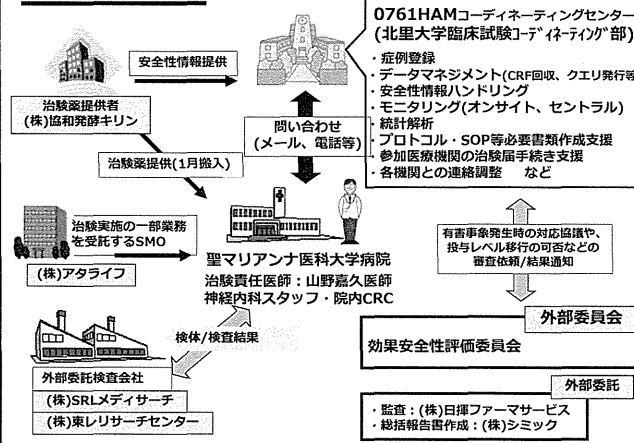 0761HAMコーディネーティングセンター
(北里大学臨床試験ｺｰﾃﾞｨﾈｰﾃｨﾝｸﾞ部)
・症例登録
・データマネジメント(CRF回収、クエリ発行等
・安全性情報ハンドリング
・モニタリング(オンサイト、セントラル)
・統計解析
・プロトコル・SOP等必要書類作成支援
・参加医療機関の治験届手続き支援
・各機関との連絡調整　など
安全性情報提供
治験薬提供者
(株)協和発酵キリン
問い合わせ
(メール、電話等)
治験薬提供(1月搬入)
治験実施の一部業務
を受託するSMO
(株)アタライフ
聖マリアンナ医科大学病院
治験責任医師：山野嘉久医師
神経内科スタッフ・院内CRC
有害事象発生時の対応協議や、
投与レベル移行の可否などの
審査依頼/結果通知
検体/検査結果
外部委員会
効果安全性評価委員会
外部委託検査会社
(株)SRLメディサーチ
(株)東レリサーチセンター
外部委託
・監査：(株)日揮ファーマサービス
・総括報告書作成：(株)シミック